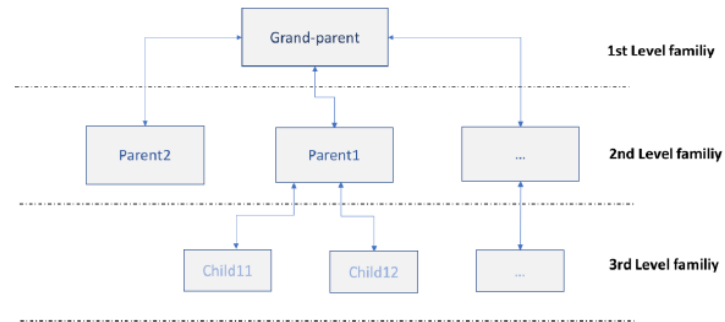 Grand-parent
1st Level familiy
Parent2
Parent1
...
2nd Level familiy
Child11
Child12
...
3rd Level familiy